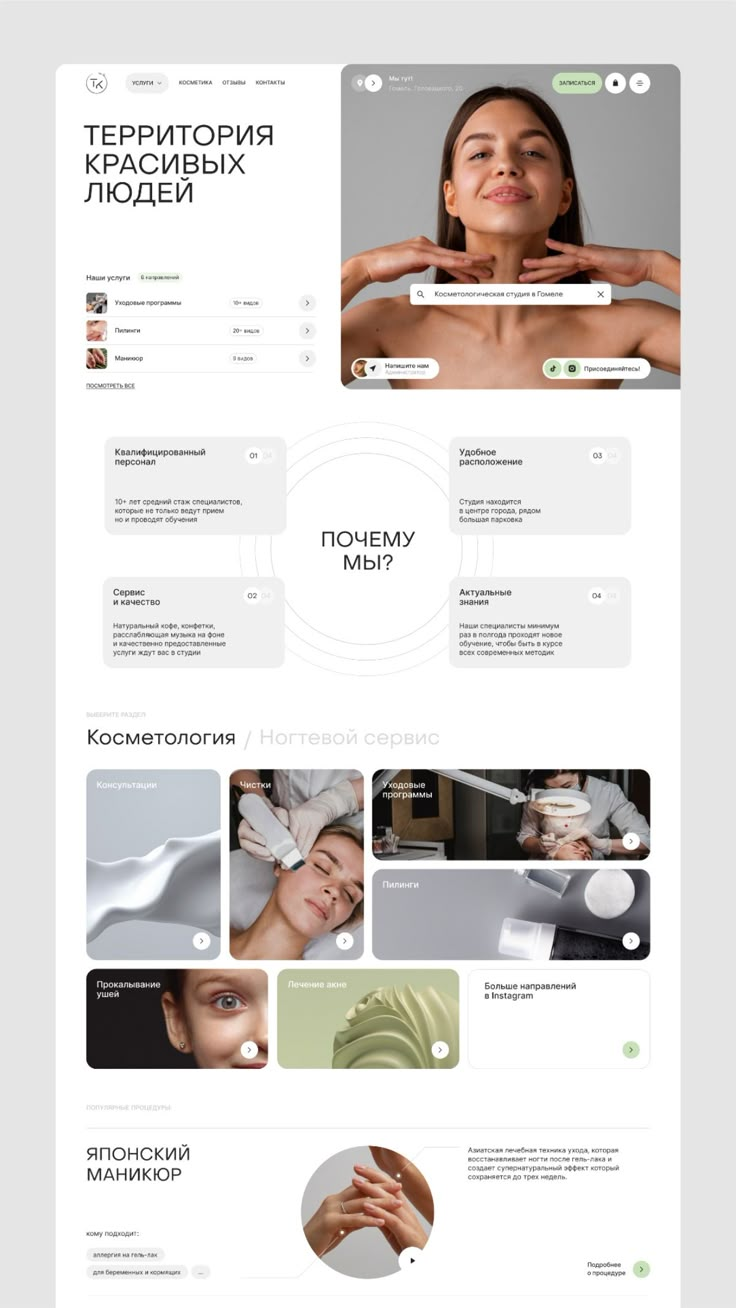 ТК
УСЛУГИ
КОСМЕТИКА
ОТЗЫВЫ
КОНТАКТЫ
Мы тут!
Гомель, Головацкого, 20
ЗАПИСАТЬСЯ
ТЕРРИТОРИЯ
КРАСИВЫХ
ЛЮДЕЙ
Наши услуги
6 направлений
Уходовые программы
10+ видов
Пилинги
20+ видов
Маникюр
9 видов
ПОСМОТРЕТЬ ВСЕ
Косметологическая студия в Гомеле
Напишите нам
Администратор
Присоединяйтесь!
Квалифицированный
персонал
01 04
10+ лет средний стаж специалистов,
которые не только ведут прием
но и проводят обучения
Удобное
расположение
03 04
Студия находится
в центре города, рядом
большая парковка
ПОЧЕМУ
МЫ?
Сервис
и качество
02 04
Натуральный кофе, конфетки,
расслабляющая музыка на фоне
и качественно предоставленные
услуги ждут вас в студии
Актуальные
знания
04 04
Наши специалисты минимум
раз в полгода проходят новое
обучение, чтобы быть в курсе
всех современных методик
ВЫБЕРИТЕ РАЗДЕЛ
Косметология / Ногтевой сервис
Консультации
Чистки
Уходовые
программы
Пилинги
Прокалывание
ушей
Лечение акне
Больше направлений
в Instagram
ПОПУЛЯРНЫЕ ПРОЦЕДУРЫ
ЯПОНСКИЙ
МАНИКЮР
Азиатская лечебная техника ухода, которая
восстанавливает ногти после гель-лака и
создает супернатуральный эффект который
сохраняется до трех недель.
кому подходит:
аллергия на гель-лак
для беременных и кормящих
...
Подробнее
о процедуре